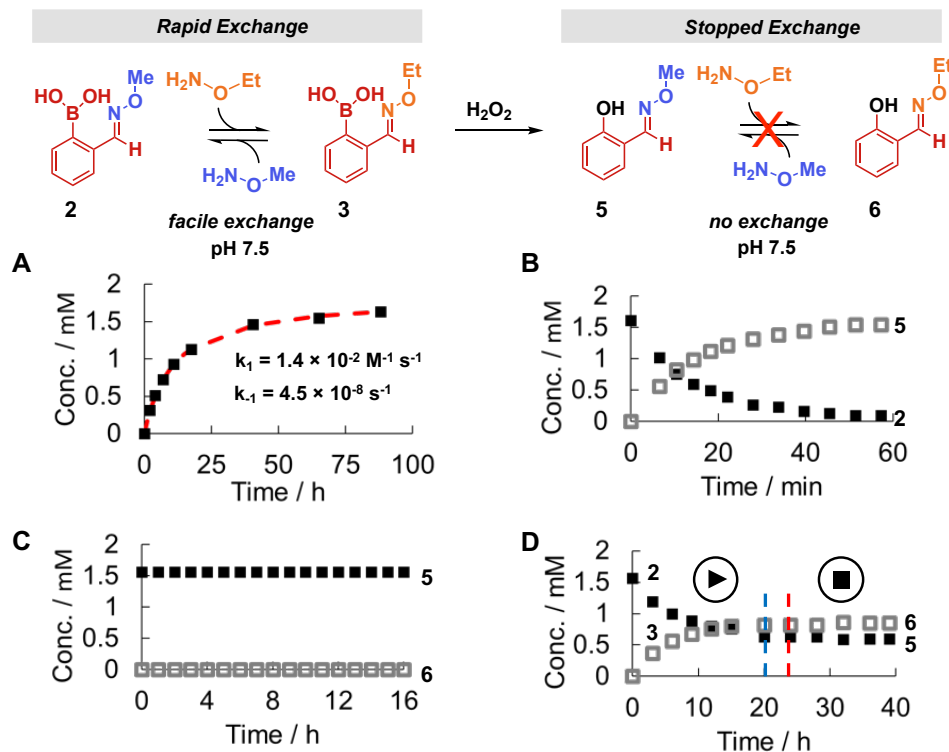 Rapid Exchange
Stopped Exchange
HO
OH
B
N
O
Me
H
2
H₂N
O
Et
H₂N
O
Me
facile exchange
pH 7.5
HO
OH
B
N
O
Et
H
3
H₂O₂
OH
N
O
Me
H
5
H₂N
O
Et
X
H₂N
O
Me
no exchange
pH 7.5
OH
N
O
Et
H
6
A
Conc. / mM
2
1.5
1
0.5
0
k₁ = 1.4 × 10⁻² M⁻¹ s⁻¹
k₋₁ = 4.5 × 10⁻⁸ s⁻¹
0 25 50 75 100
Time / h
B
Conc. / mM
2
1.5
1
0.5
0
5
2
0 20 40 60
Time / min
C
Conc. / mM
2
1.5
1
0.5
0
5
6
0 4 8 12 16
Time / h
D
Conc. / mM
2
1.5
1
0.5
0
2
3
6
5
0 10 20 30 40
Time / h